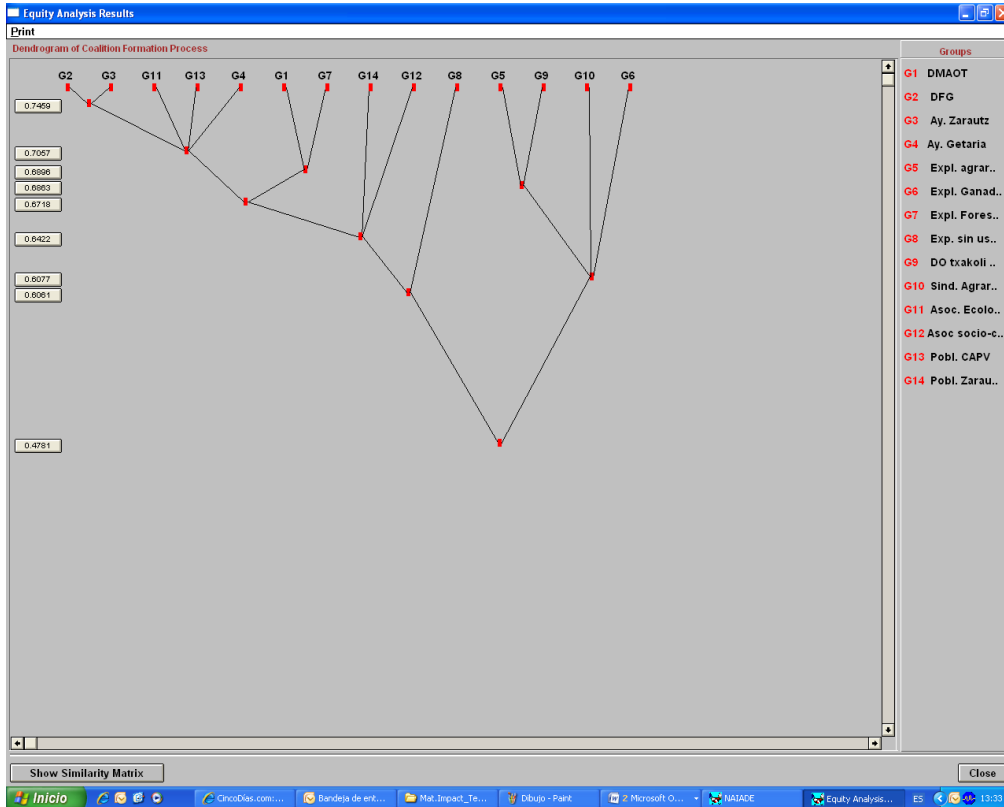 Equity Analysis Results
Print
Dendrogram of Coalition Formation Process
G2 G3 G11 G13 G4 G1 G7 G14 G12 G8 G5 G9 G10 G6
0.7459
0.7057
0.6896
0.6863
0.6718
0.6422
0.6077
0.6061
0.4781
Groups
G1 DMAOT
G2 DFG
G3 Ay. Zarautz
G4 Ay. Getaria
G5 Expl. agrar..
G6 Expl. Ganad..
G7 Expl. Fores..
G8 Exp. sin us..
G9 DO txakoli ..
G10 Sind. Agrar..
G11 Asoc. Ecolo..
G12 Asoc socio-c..
G13 Pobl. CAPV
G14 Pobl. Zarau..
Show Similarity Matrix
Close
Inicio CincoDías.com:... Bandeja de ent... Mat.Impact_Te... Dibujo - Paint 2 Microsoft O... NAIADE Equity Analysis... ES